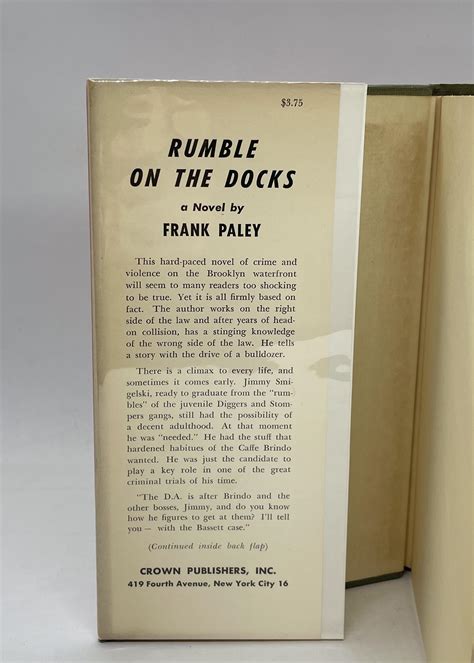 $3.75
RUMBLE
ON THE DOCKS
a Novel by
FRANK PALEY
This hard-paced novel of crime and
violence on the Brooklyn waterfront
will seem to many readers too shocking
to be true. Yet it is all firmly based on
fact. The author works on the right
side of the law and after years of head-
on collision, has a stinging knowledge
of the wrong side of the law. He tells
a story with the drive of a bulldozer.
There is a climax to every life, and
sometimes it comes early. Jimmy Smi-
gelski, ready to graduate from the "rum-
bles" of the juvenile Diggers and Stom-
pers gangs, still had the possibility of
a decent adulthood. At that moment
he was "needed." He had the stuff that
hardened habitues of the Caffe Brindo
wanted. He was just the candidate to
play a key role in one of the great
criminal trials of his time.
"The D.A. is after Brindo and the
other bosses, Jimmy, and do you know
how he figures to get at them? I'll tell
you — with the Bassett case."
(Continued inside back flap)
CROWN PUBLISHERS, INC.
419 Fourth Avenue, New York City 16